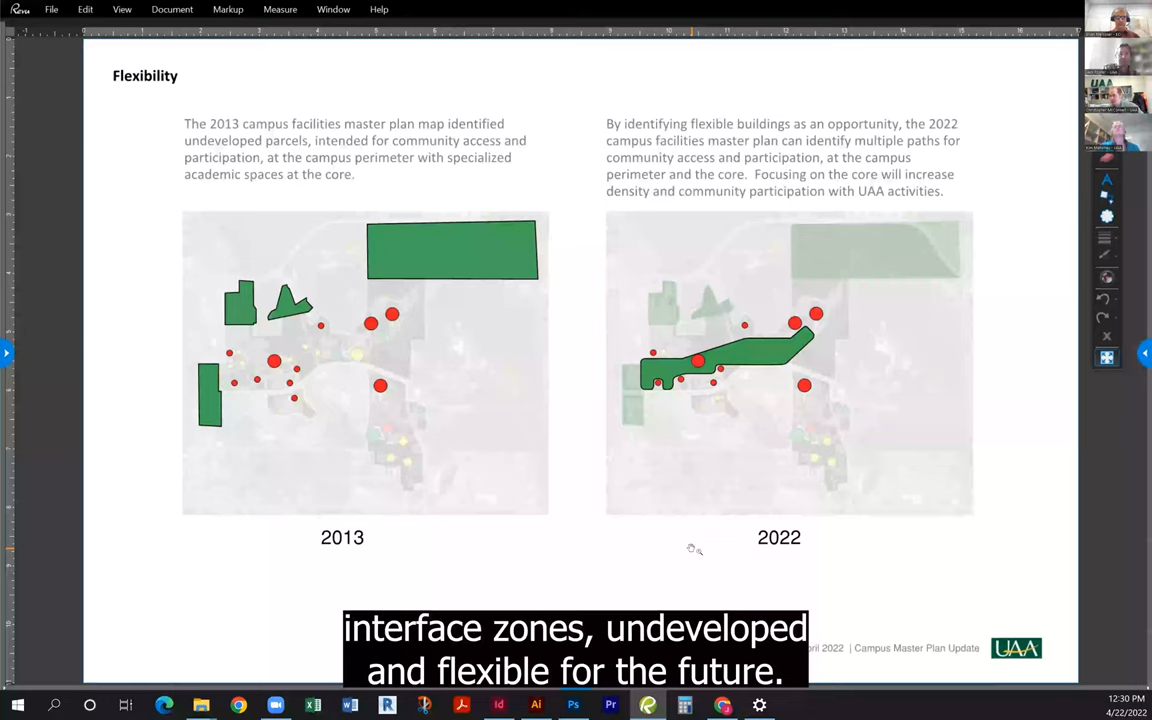 Revu File Edit View Document Markup Measure Window Help
Flexibility
The 2013 campus facilities master plan map identified
undeveloped parcels, intended for community access and
participation, at the campus perimeter with specialized
academic spaces at the core.
By identifying flexible buildings as an opportunity, the 2022
campus facilities master plan can identify multiple paths for
community access and participation, at the campus
perimeter and the core. Focusing on the core will increase
density and community participation with UAA activities.
2013
2022
interface zones, undeveloped
and flexible for the future.
pril 2022 | Campus Master Plan Update
UAA
12:30 PM
4/22/2022